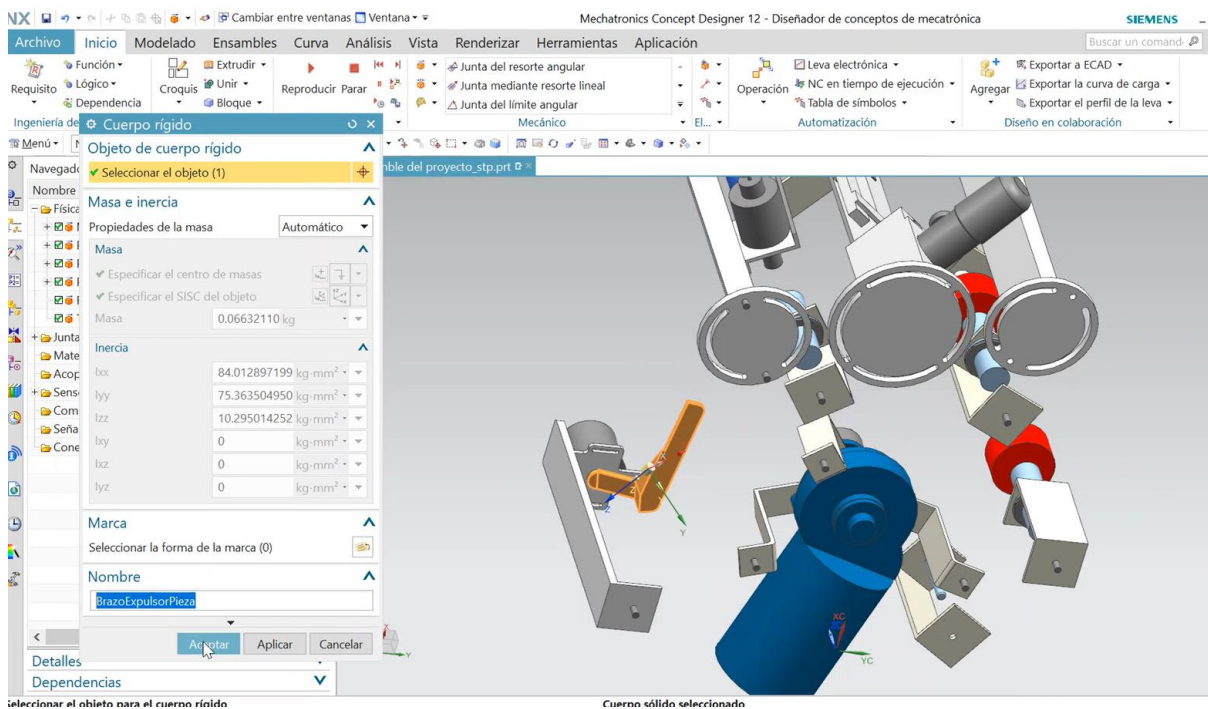 NX Cambiar entre ventanas Ventana Mechatronics Concept Designer 12 - Diseñador de conceptos de mecatrónica SIEMENS
Archivo Inicio Modelado Ensambles Curva Análisis Vista Renderizar Herramientas Aplicación Buscar un comand
Función Extrudir Junta del resorte angular Leva electrónica Exportar a ECAD
Requisito Lógico Croquis Unir Reproducir Parar Junta mediante resorte lineal Operación NC en tiempo de ejecución Agregar Exportar la curva de carga
Dependencia Bloque Junta del límite angular Tabla de símbolos Exportar el perfil de la leva
Ingeniería de Mecánico El... Automatización Diseño en colaboración
Menú
Cuerpo rígido
Objeto de cuerpo rígido
Seleccionar el objeto (1)
Masa e inercia
Propiedades de la masa Automático
Masa
Especificar el centro de masas
Especificar el SISC del objeto
Masa 0.06632110 kg
Inercia
Ixx 84.012897199 kg·mm²
Iyy 75.363504950 kg·mm²
Izz 10.295014252 kg·mm²
Ixy 0 kg·mm²
Ixz 0 kg·mm²
Iyz 0 kg·mm²
Marca
Seleccionar la forma de la marca (0)
Nombre
BrazoExpulsorPieza
Aceptar Aplicar Cancelar
Navegad
Nombre
Física
Junta
Mate
Acop
Sens
Com
Seña
Cone
Detalles
Dependencias
mble del proyecto_stp.prt
Z
Y
XC
YC
X
Y
Seleccionar el objeto para el cuerpo rígido Cuerpo sólido seleccionado